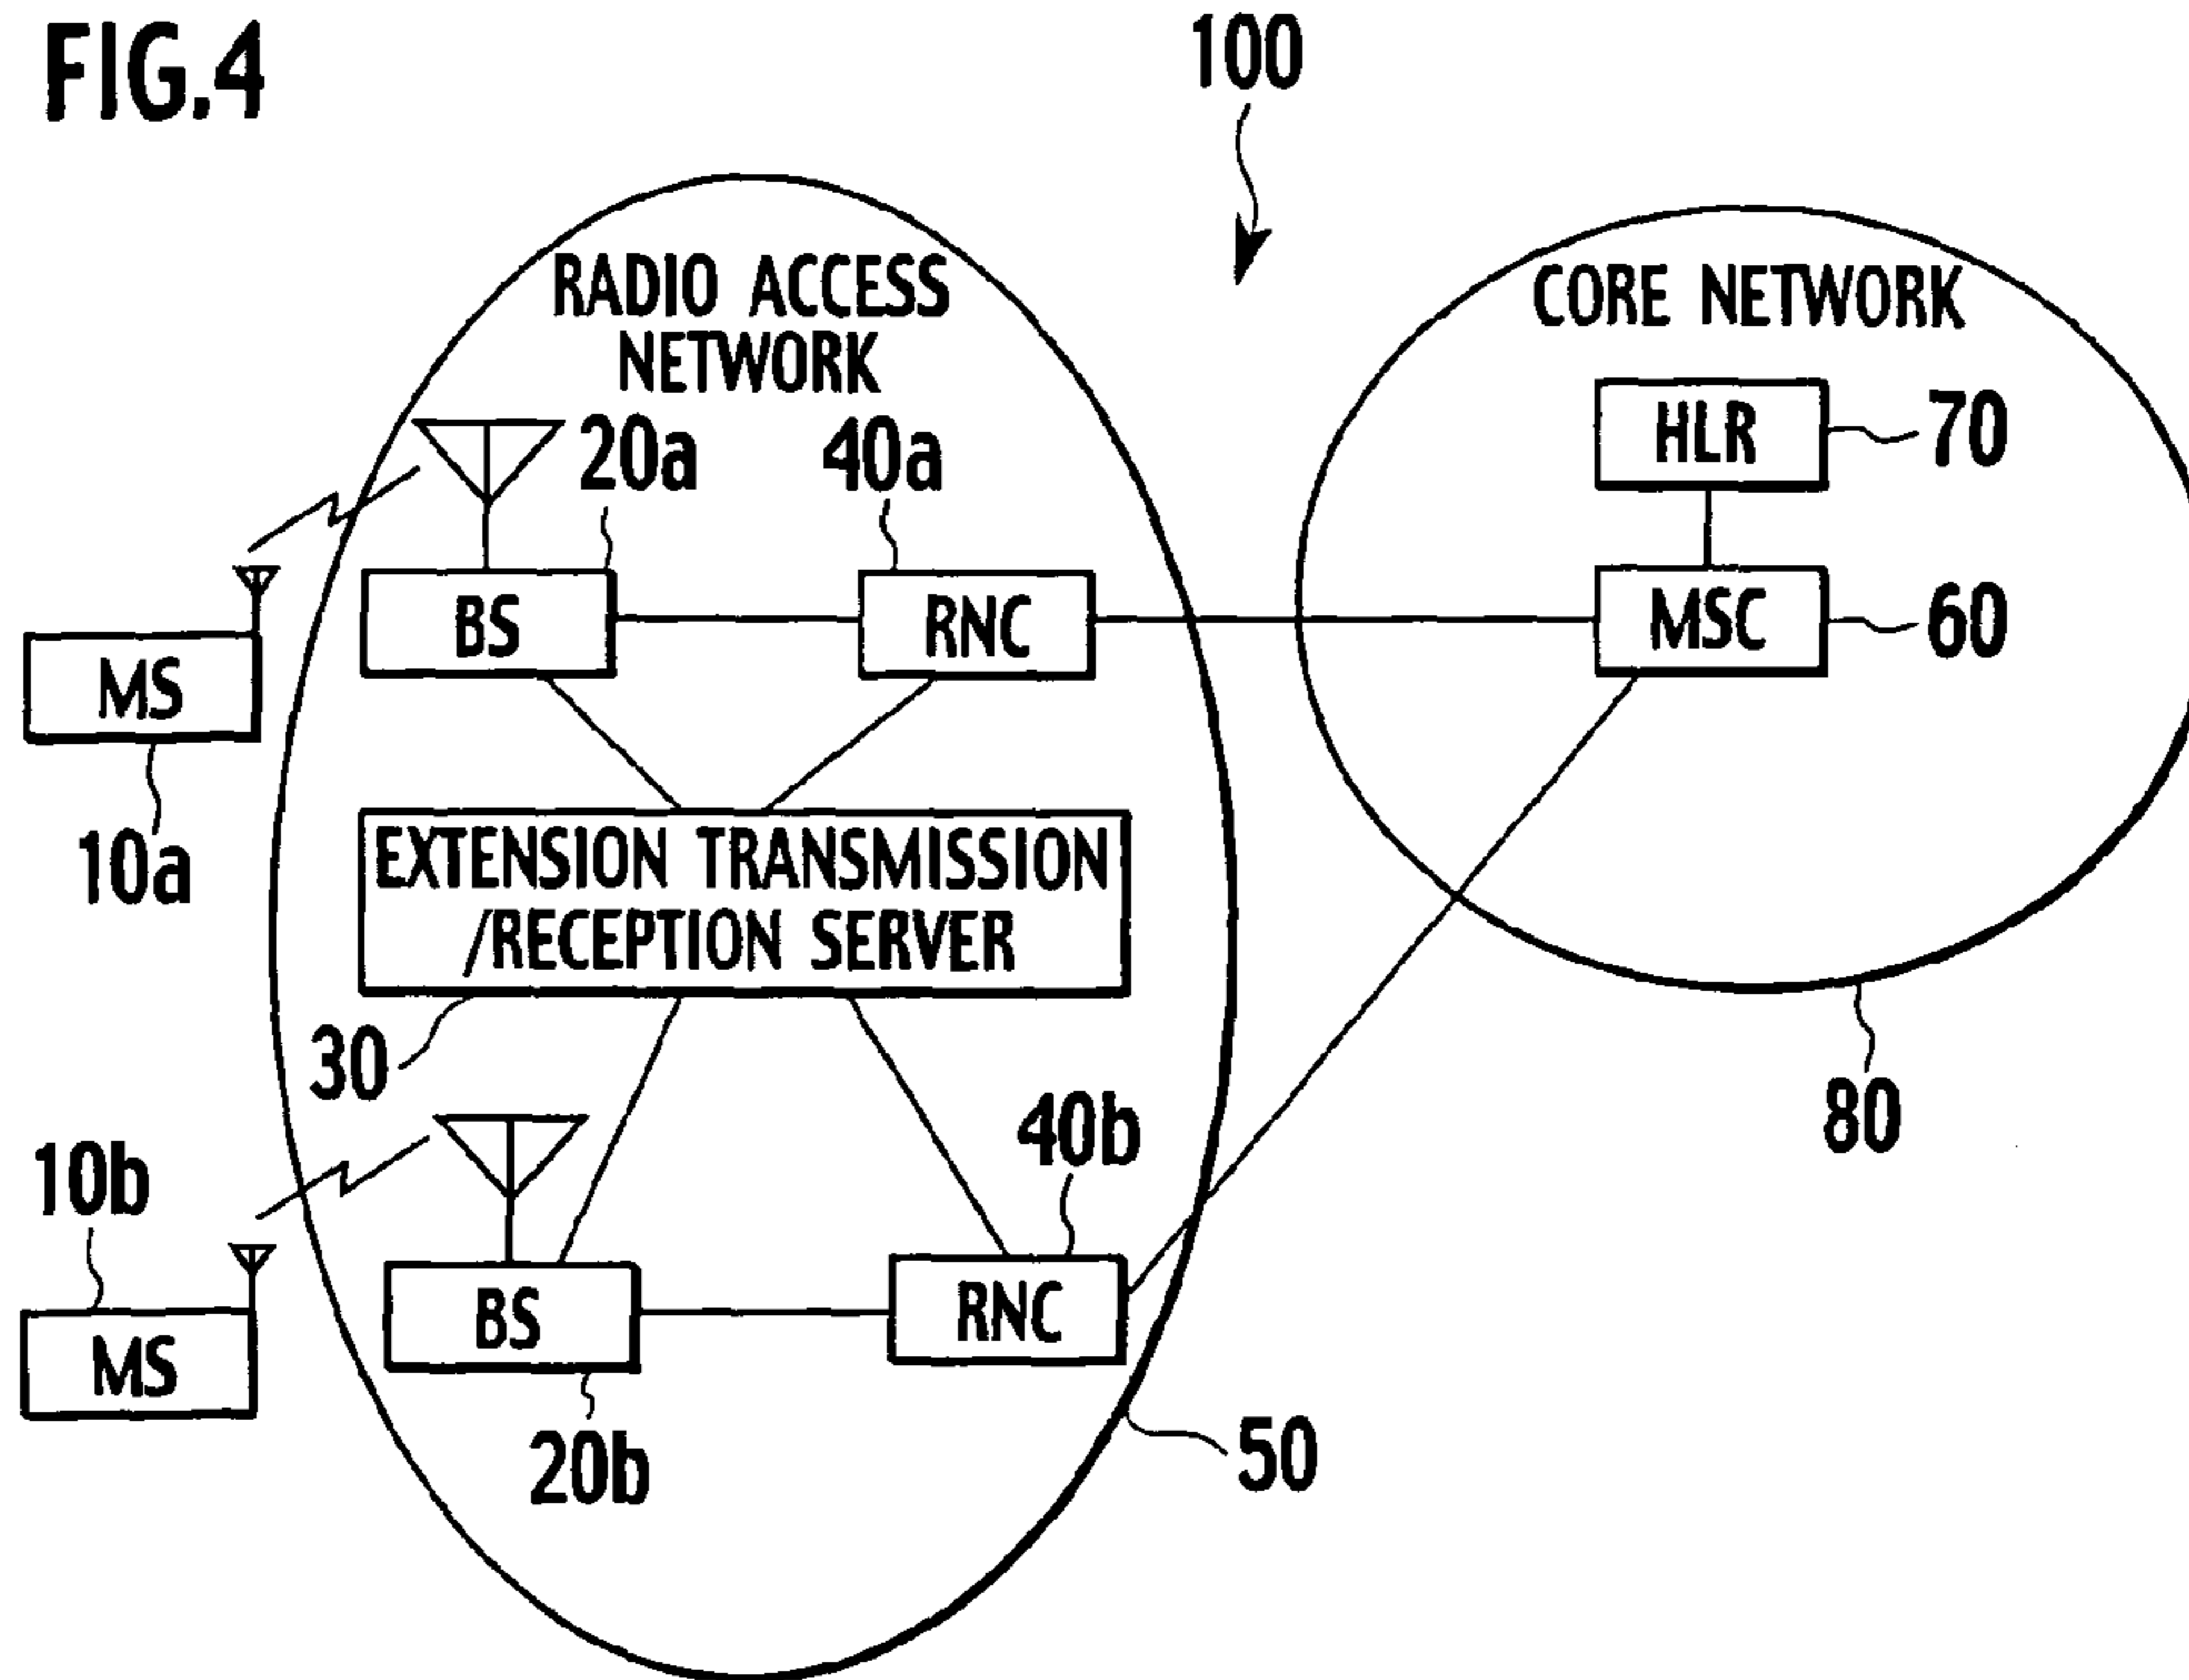 FIG.4
100
RADIO ACCESS
NETWORK
CORE NETWORK
20a
40a
HLR
70
BS
RNC
MSC
60
MS
10a
EXTENSION TRANSMISSION
/RECEPTION SERVER
30
40b
80
10b
BS
RNC
MS
20b
50